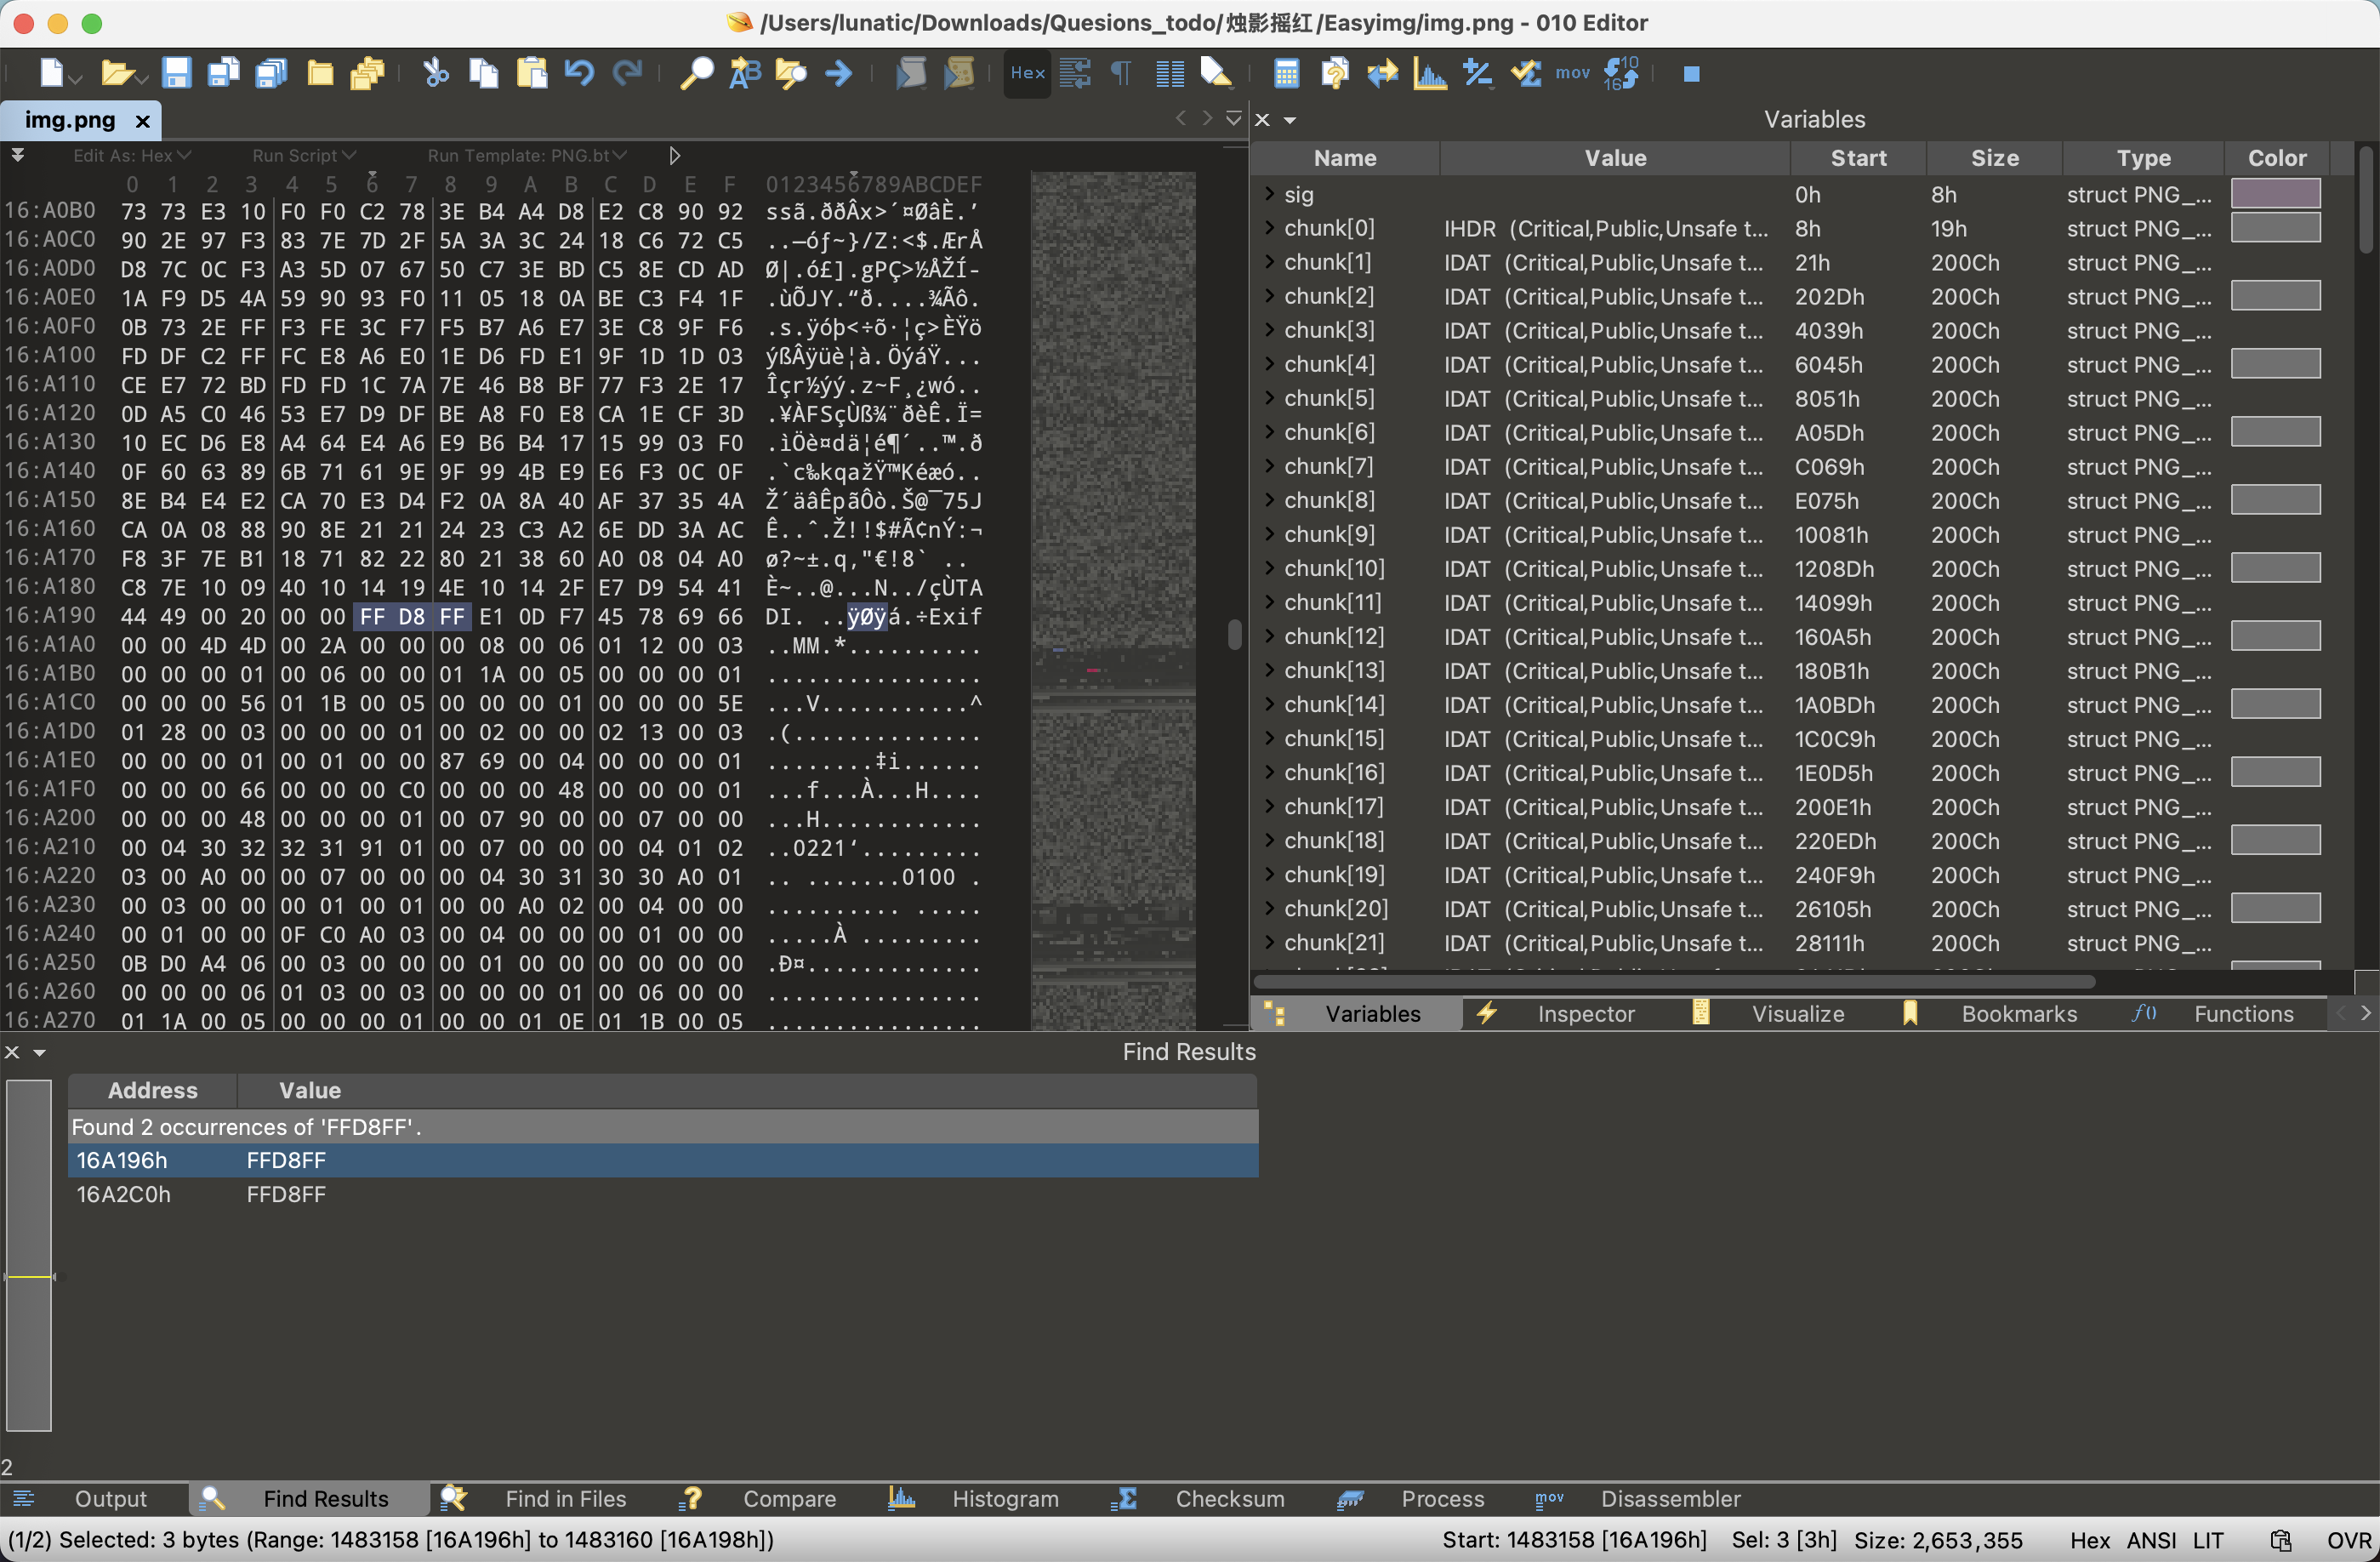 /Users/lunatic/Downloads/Quesions_todo/烛影摇红/Easyimg/img.png - 010 Editor
Hex
mov
img.png
Variables
Edit As: Hex Run Script Run Template: PNG.bt
0 1 2 3 4 5 6 7 8 9 A B C D E F 0123456789ABCDEF
16:A0B0 73 73 E3 10 F0 F0 C2 78 3E B4 A4 D8 E2 C8 90 92 ssã.ððÂx>´¤ØâÈ.’
16:A0C0 90 2E 97 F3 83 7E 7D 2F 5A 3A 3C 24 18 C6 72 C5 ..—óƒ~}/Z:<$.ÆrÅ
16:A0D0 D8 7C 0C F3 A3 5D 07 67 50 C7 3E BD C5 8E CD AD Ø|.ó£].gPÇ>½ÅŽÍ-
16:A0E0 1A F9 D5 4A 59 90 93 F0 11 05 18 0A BE C3 F4 1F .ùÕJY.“ð....¾Ãô.
16:A0F0 0B 73 2E FF F3 FE 3C F7 F5 B7 A6 E7 3E C8 9F F6 .s.ÿóþ<÷õ·¦ç>ÈŸö
16:A100 FD DF C2 FF FC E8 A6 E0 1E D6 FD E1 9F 1D 1D 03 ýßÂÿüè¦à.ÖýáŸ...
16:A110 CE E7 72 BD FD FD 1C 7A 7E 46 B8 BF 77 F3 2E 17 Îçr½ýý.z~F¸¿wó..
16:A120 0D A5 C0 46 53 E7 D9 DF BE A8 F0 E8 CA 1E CF 3D .¥ÀFSçÙß¾¨ðèÊ.Ï=
16:A130 10 EC D6 E8 A4 64 E4 A6 E9 B6 B4 17 15 99 03 F0 .ìÖè¤dä¦é¶´..™.ð
16:A140 0F 60 63 89 6B 71 61 9E 9F 99 4B E9 E6 F3 0C 0F .`c‰kqažŸ™Kéæó..
16:A150 8E B4 E4 E2 CA 70 E3 D4 F2 0A 8A 40 AF 37 35 4A Ž´äâÊpãÔò.Š@¯75J
16:A160 CA 0A 08 88 90 8E 21 21 24 23 C3 A2 6E DD 3A AC Ê..ˆ.Ž!!$#Ã¢nÝ:¬
16:A170 F8 3F 7E B1 18 71 82 22 80 21 38 60 A0 08 04 A0 ø?~±.q‚"€!8` ..
16:A180 C8 7E 10 09 40 10 14 19 4E 10 14 2F E7 D9 54 41 È~..@...N../çÙTA
16:A190 44 49 00 20 00 00 FF D8 FF E1 0D F7 45 78 69 66 DI. ..ÿØÿá.÷Exif
16:A1A0 00 00 4D 4D 00 2A 00 00 00 08 00 06 01 12 00 03 ..MM.*..........
16:A1B0 00 00 00 01 00 06 00 00 01 1A 00 05 00 00 00 01 ................
16:A1C0 00 00 00 56 01 1B 00 05 00 00 00 01 00 00 00 5E ...V...........^
16:A1D0 01 28 00 03 00 00 00 01 00 02 00 00 02 13 00 03 .(..............
16:A1E0 00 00 00 01 00 01 00 00 87 69 00 04 00 00 00 01 ........‡i......
16:A1F0 00 00 00 66 00 00 00 C0 00 00 00 48 00 00 00 01 ...f...À...H....
16:A200 00 00 00 48 00 00 00 01 00 07 90 00 00 07 00 00 ...H............
16:A210 00 04 30 32 32 31 91 01 00 07 00 00 00 04 01 02 ..0221‘.........
16:A220 03 00 A0 00 00 07 00 00 00 04 30 31 30 30 A0 01 .. .......0100 .
16:A230 00 03 00 00 00 01 00 01 00 00 A0 02 00 04 00 00 .......... .....
16:A240 00 01 00 00 0F C0 A0 03 00 04 00 00 00 01 00 00 .....À .........
16:A250 0B D0 A4 06 00 03 00 00 00 01 00 00 00 00 00 00 .Ð¤.............
16:A260 00 00 00 06 01 03 00 03 00 00 00 01 00 06 00 00 ................
16:A270 01 1A 00 05 00 00 00 01 00 00 01 0E 01 1B 00 05 ................
Name Value Start Size Type Color
sig 0h 8h struct PNG_...
chunk[0] IHDR (Critical,Public,Unsafe t... 8h 19h struct PNG_...
chunk[1] IDAT (Critical,Public,Unsafe t... 21h 200Ch struct PNG_...
chunk[2] IDAT (Critical,Public,Unsafe t... 202Dh 200Ch struct PNG_...
chunk[3] IDAT (Critical,Public,Unsafe t... 4039h 200Ch struct PNG_...
chunk[4] IDAT (Critical,Public,Unsafe t... 6045h 200Ch struct PNG_...
chunk[5] IDAT (Critical,Public,Unsafe t... 8051h 200Ch struct PNG_...
chunk[6] IDAT (Critical,Public,Unsafe t... A05Dh 200Ch struct PNG_...
chunk[7] IDAT (Critical,Public,Unsafe t... C069h 200Ch struct PNG_...
chunk[8] IDAT (Critical,Public,Unsafe t... E075h 200Ch struct PNG_...
chunk[9] IDAT (Critical,Public,Unsafe t... 10081h 200Ch struct PNG_...
chunk[10] IDAT (Critical,Public,Unsafe t... 1208Dh 200Ch struct PNG_...
chunk[11] IDAT (Critical,Public,Unsafe t... 14099h 200Ch struct PNG_...
chunk[12] IDAT (Critical,Public,Unsafe t... 160A5h 200Ch struct PNG_...
chunk[13] IDAT (Critical,Public,Unsafe t... 180B1h 200Ch struct PNG_...
chunk[14] IDAT (Critical,Public,Unsafe t... 1A0BDh 200Ch struct PNG_...
chunk[15] IDAT (Critical,Public,Unsafe t... 1C0C9h 200Ch struct PNG_...
chunk[16] IDAT (Critical,Public,Unsafe t... 1E0D5h 200Ch struct PNG_...
chunk[17] IDAT (Critical,Public,Unsafe t... 200E1h 200Ch struct PNG_...
chunk[18] IDAT (Critical,Public,Unsafe t... 220EDh 200Ch struct PNG_...
chunk[19] IDAT (Critical,Public,Unsafe t... 240F9h 200Ch struct PNG_...
chunk[20] IDAT (Critical,Public,Unsafe t... 26105h 200Ch struct PNG_...
chunk[21] IDAT (Critical,Public,Unsafe t... 28111h 200Ch struct PNG_...
Variables Inspector Visualize Bookmarks f() Functions
Find Results
Address Value
Found 2 occurrences of 'FFD8FF'.
16A196h FFD8FF
16A2C0h FFD8FF
2
Output Find Results Find in Files Compare Histogram Checksum Process mov Disassembler
(1/2) Selected: 3 bytes (Range: 1483158 [16A196h] to 1483160 [16A198h]) Start: 1483158 [16A196h] Sel: 3 [3h] Size: 2,653,355 Hex ANSI LIT OVR